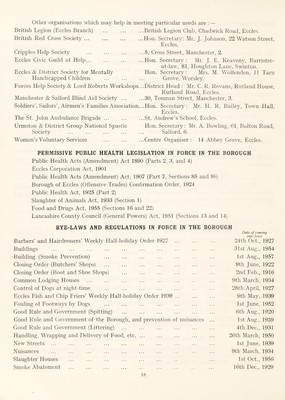 Other organisations which may help in meeting particular needs are :—
British Legion (Eccles Branch) ... ... ...British Legion Club, Chadwick Road, Eccles.
British Red Cross Society ... ... ... ...Hon. Secretary: Mr. J. Johnson, 22 Watson Street, Eccles.
Cripples Help Society ... ... ... ...8, Cross Street, Manchester, 2.
Eccles Civic Guild of Help... ... ... ...Hon. Secretary : Mr. J. E. Keaveny, Barrister-at-law, 81, Houghton Lane, Swinton.
Eccles & District Society for Mentally Handicapped Children ... ... ...Hon. Secretary: Mrs. M. Wollenden, 11 Tarn Grove, Worsley.
Forces Help Society & Lord Roberts Workshops...District Head : Mr. C. R. Revans, Rutland House, Rutland Road, Eccles.
Manchester & Salford Blind Aid Society ... ...30, Tonman Street, Manchester, 3.
Soldiers', Sailors', Airmen's Families Association...Hon. Secretary: Mr. H. R. Bailey, Town Hall, Eccles.
The St. John Ambulance Brigade ... ... ...St. Andrew's School, Eccles.
Urmston & District Group National Spastic Society ... ... ... ...Hon Secretary: Mr. A. Bowling, 61, Bolton Road, Salford, 6.
Women's Voluntary Services ... ... ...Centre Organiser : 14 Abbey Grove, Eccles.
PERMISSIVE PUBLIC HEALTH LEGISLATION IN FORCE IN THE BOROUGH
Public Health Acts (Amendment) Act 1890 (Parts 2, 3, and 4)
Eccles Corporation Act, 1901
Public Health Acts (Amendment) Act, 1907 (Part 7, Sections 85 and 86)
Borough of Eccles (Offensive Trades) Confirmation Order, 1924
Public Health Act, 1925 (Part 2)
Slaughter of Animals Act, 1933 (Section 1)
Food and Drugs Act, 1955 (Sections 16 and 22)
Lancashire County Council (General Powers) Act, 1951 (Sections 13 and 14)
BYE-LAWS AND REGULATIONS IN FORCE IN THE BOROUGH
Date of coming into force
Barbers' and Hairdressers' Weekly Half-holiday Order 1927 ... ... ... 24th Oct., 1927
Buildings ... ... ... ... 31st Aug., 1954
Building (Smoke Prevention) ... ... ... 1st Aug., 1957
Closing Order (Butchers' Shops) ... ... ... 8th June, 1922
Closing Order (Boot and Shoe Shops) ... ... ... 2nd Feb., 1916
Common Lodging Houses ... ... ... 9th March, 1934
Control of Dogs at night-time ... ... ... 28th April, 1927
Eccles Fish and Chip Friers' Weekly Half-holiday Order 1939 ... ... ... 9th May, 1939
Fouling of Footways by Dogs ... ... ... 1st June, 1952
Good Rule and Government (Spitting) ... ... ... 6th Aug., 1920
Good Rule and Government of the Borough, and prevention of nuisances ... 1st Aug., 1939
Good Rule and Government (Littering) ... ... ... 4th Dec., 1931
Handling, Wrapping and Delivery of Food, etc. ... ... ... 26th March, 1950
New Streets ... ... ... 1st June, 1939
Nuisances ... ... ... 9th March, 1934
Slaughter Houses ... ... ... 1st Oct., 1956
Smoke Abatement ... ... ... 10th Dec., 1929